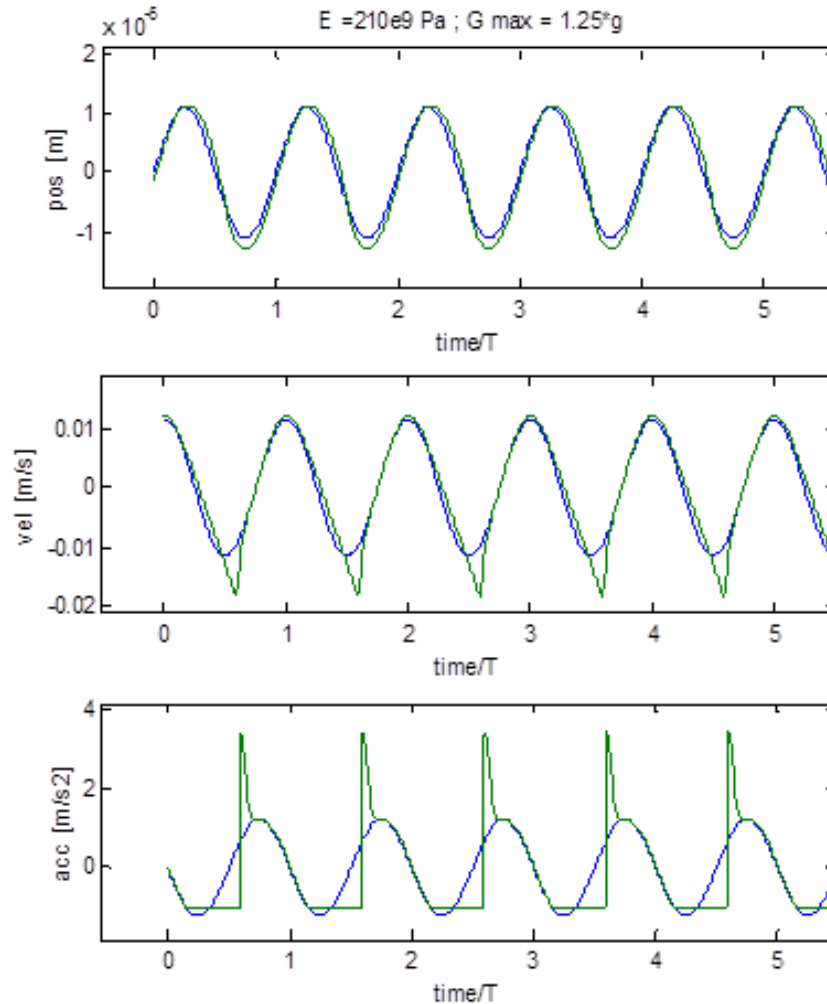 x 10^-5 E =210e9 Pa ; G max = 1.25*g
2
1
0
-1
pos [m]
0 1 2 3 4 5
time/T
0.01
0
-0.01
-0.02
vel [m/s]
0 1 2 3 4 5
time/T
4
2
0
acc [m/s2]
0 1 2 3 4 5
time/T